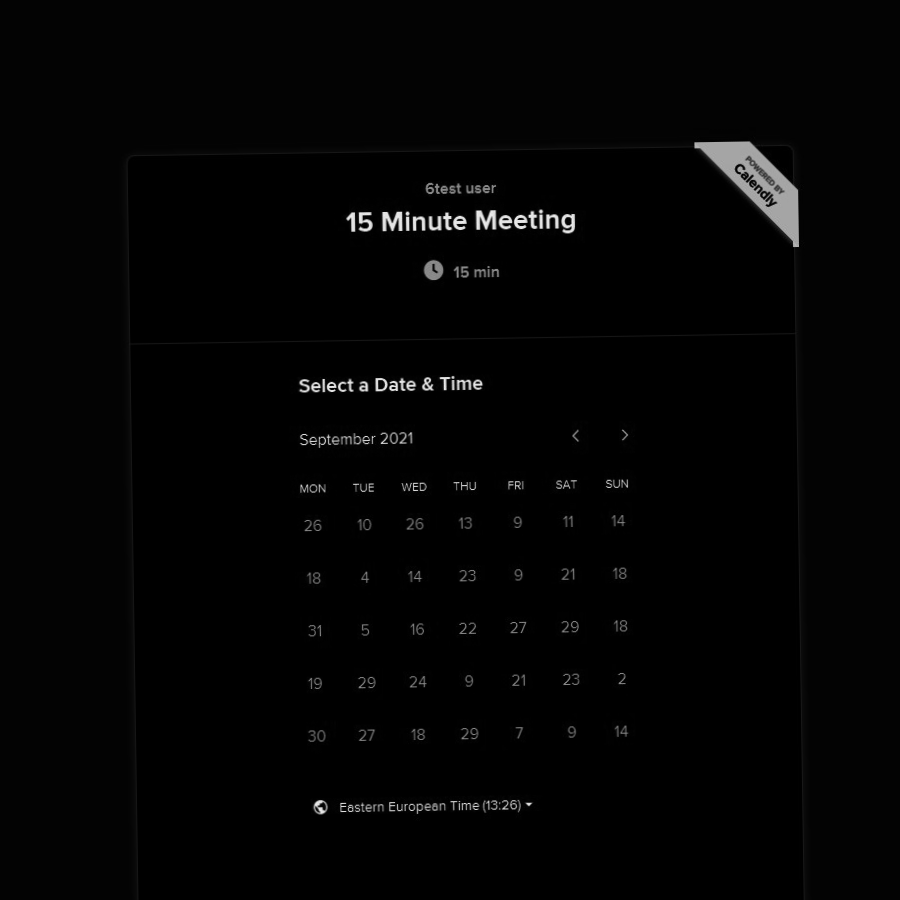 POWERED BY
Calendly
6test user
15 Minute Meeting
15 min
Select a Date & Time
September 2021
MON TUE WED THU FRI SAT SUN
26 10 26 13 9 11 14
18 4 14 23 9 21 18
31 5 16 22 27 29 18
19 29 24 9 21 23 2
30 27 18 29 7 9 14
Eastern European Time (13:26)